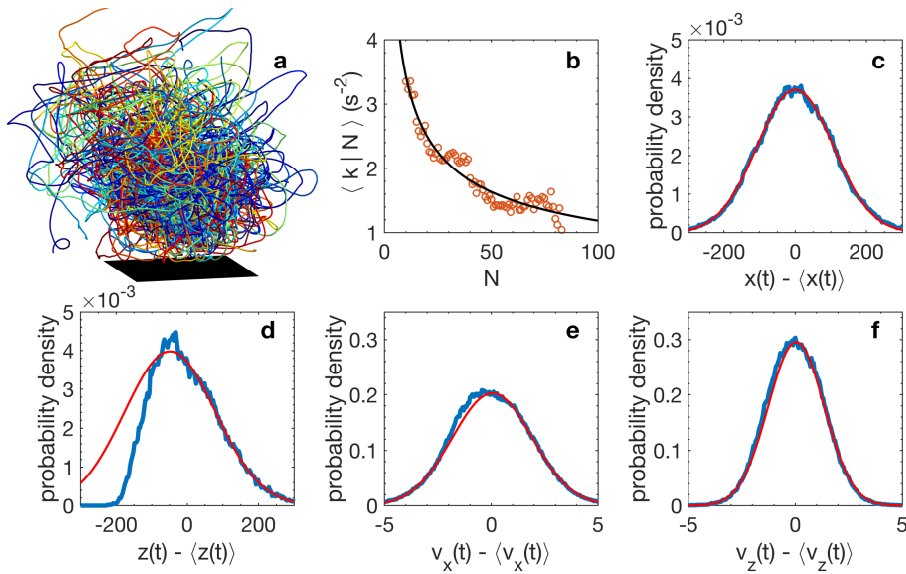 a
b
⟨ k | N ⟩ (s⁻²)
4
3
2
1
0 50 100
N
c
×10⁻³
probability density
5
4
3
2
1
0
-200 0 200
x(t) - ⟨x(t)⟩
d
×10⁻³
probability density
5
4
3
2
1
0
-200 0 200
z(t) - ⟨z(t)⟩
e
probability density
0.3
0.2
0.1
0
-5 0 5
vₓ(t) - ⟨vₓ(t)⟩
f
probability density
0.3
0.2
0.1
0
-5 0 5
v_z(t) - ⟨v_z(t)⟩